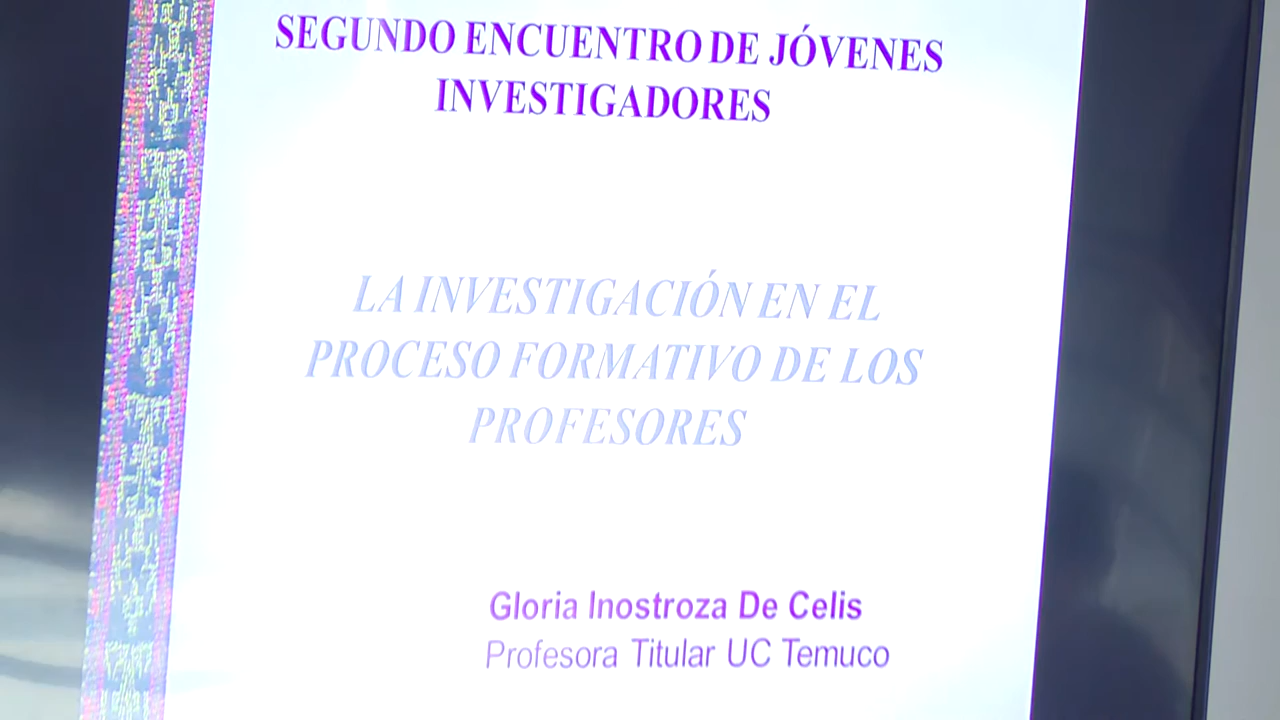 SEGUNDO ENCUENTRO DE JÓVENES
INVESTIGADORES
LA INVESTIGACIÓN EN EL
PROCESO FORMATIVO DE LOS
PROFESORES
Gloria Inostroza De Celis
Profesora Titular UC Temuco